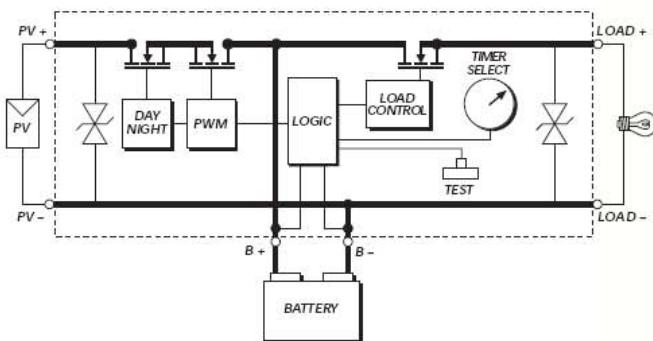 PV +
LOAD +
TIMER
SELECT
PV
DAY
NIGHT
PWM
LOGIC
LOAD
CONTROL
TEST
PV –
LOAD –
B +
B –
BATTERY